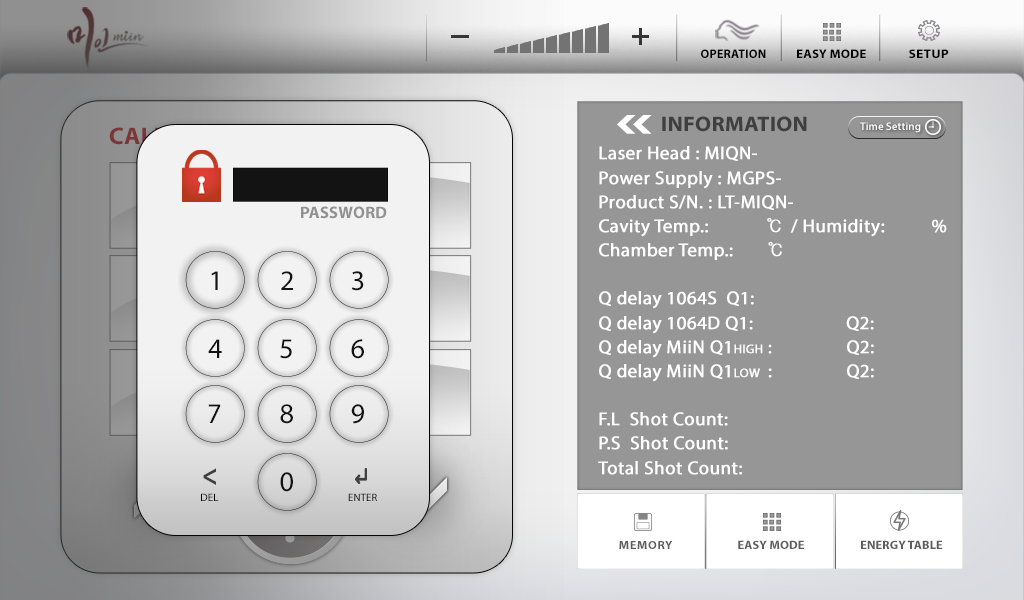 미인 miin
− +
OPERATION
EASY MODE
SETUP
CAU
PASSWORD
1 2 3
4 5 6
7 8 9
< 0 ↵
DEL ENTER
INFORMATION
Time Setting
Laser Head : MIQN-
Power Supply : MGPS-
Product S/N. : LT-MIQN-
Cavity Temp.: ℃ / Humidity: %
Chamber Temp.: ℃
Q delay 1064S Q1:
Q delay 1064D Q1: Q2:
Q delay MiiN Q1HIGH : Q2:
Q delay MiiN Q1LOW : Q2:
F.L Shot Count:
P.S Shot Count:
Total Shot Count:
MEMORY
EASY MODE
ENERGY TABLE